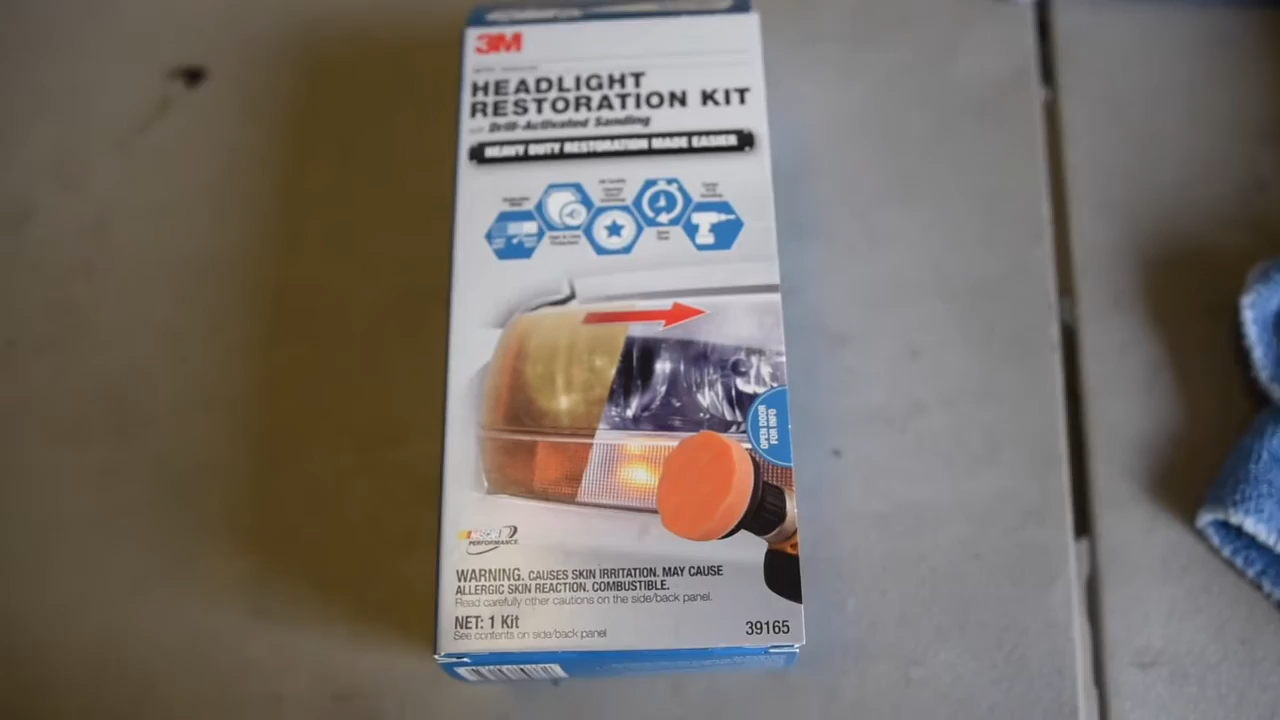 3M
HEADLIGHT
RESTORATION KIT
Drill-Activated Sanding
HEAVY DUTY RESTORATION MADE EASIER
OPEN DOOR
FOR INFO
NASCAR
PERFORMANCE
WARNING. CAUSES SKIN IRRITATION. MAY CAUSE
ALLERGIC SKIN REACTION. COMBUSTIBLE.
Read carefully other cautions on the side/back panel.
NET: 1 Kit
See contents on side/back panel
39165